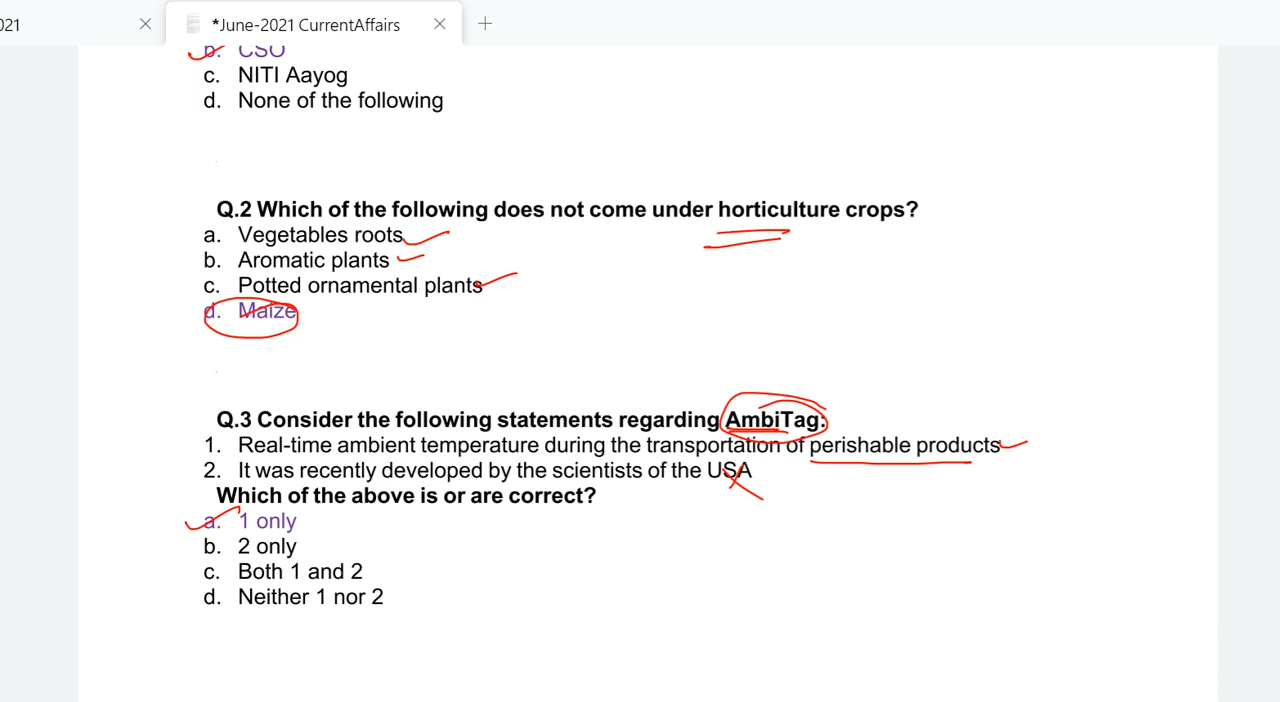 021
*June-2021 CurrentAffairs
b. CSO
c. NITI Aayog
d. None of the following
Q.2 Which of the following does not come under horticulture crops?
a. Vegetables roots
b. Aromatic plants
c. Potted ornamental plants
d. Maize
Q.3 Consider the following statements regarding AmbiTag:
1. Real-time ambient temperature during the transportation of perishable products
2. It was recently developed by the scientists of the USA
Which of the above is or are correct?
a. 1 only
b. 2 only
c. Both 1 and 2
d. Neither 1 nor 2